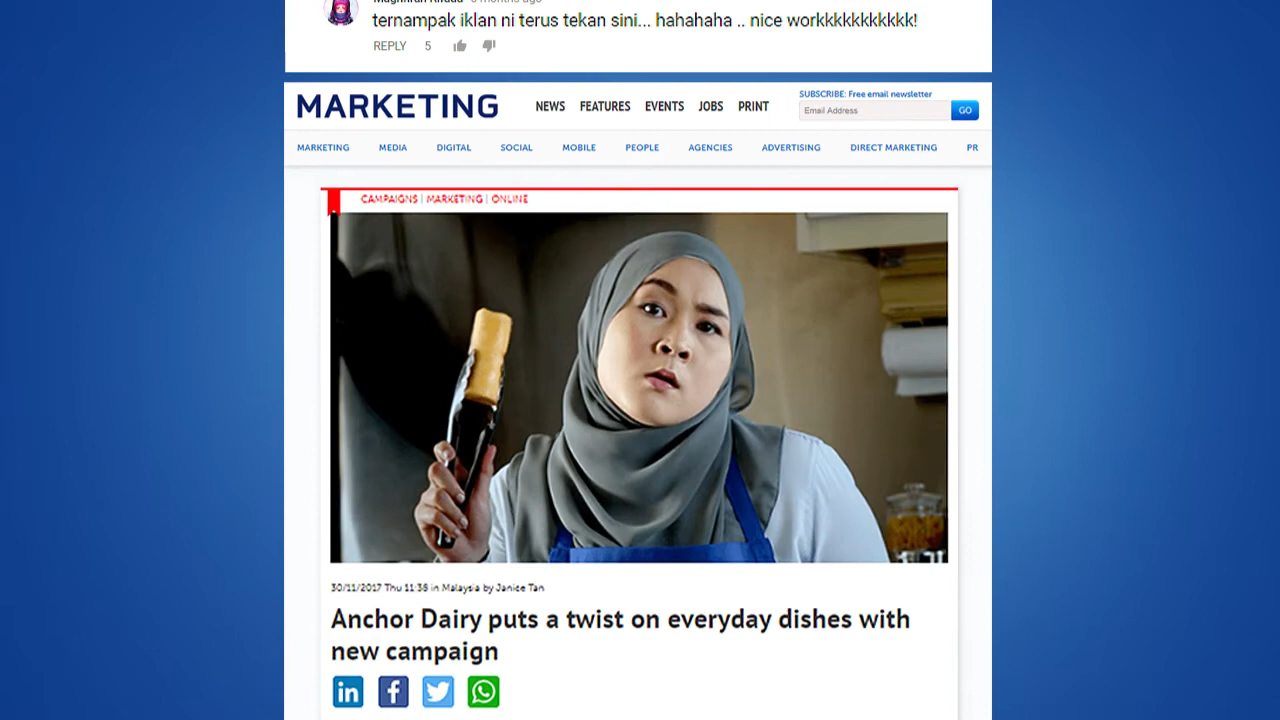 ternampak iklan ni terus tekan sini... hahahaha .. nice workkkkkkkkkkk!
REPLY 5
MARKETING
NEWS FEATURES EVENTS JOBS PRINT
SUBSCRIBE: Free email newsletter
Email Address GO
MARKETING MEDIA DIGITAL SOCIAL MOBILE PEOPLE AGENCIES ADVERTISING DIRECT MARKETING PR
CAMPAIGNS | MARKETING | ONLINE
30/11/2017 Thu 11:36 in Malaysia by Janice Tan
Anchor Dairy puts a twist on everyday dishes with
new campaign
in f